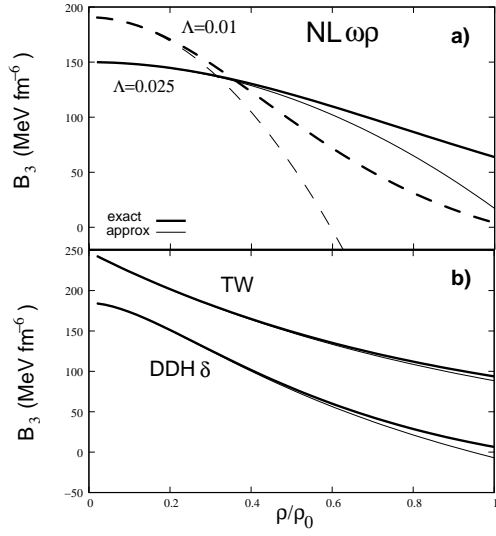 200
NL ωρ
a)
Λ=0.01
150
Λ=0.025
100
50
0
B3 (MeV fm−6)
exact
approx
250
b)
200
TW
150
100
DDH δ
50
0
−50
B3 (MeV fm−6)
0 0.2 0.4 0.6 0.8 1
ρ/ρ0